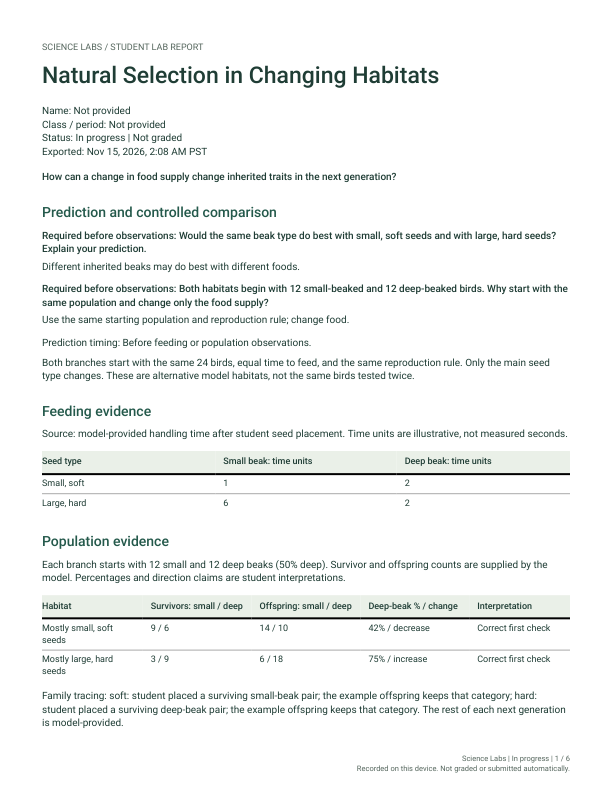 SCIENCE LABS / STUDENT LAB REPORT
Natural Selection in Changing Habitats
Name: Not provided
Class / period: Not provided
Status: In progress | Not graded
Exported: Nov 15, 2026, 2:08 AM PST
How can a change in food supply change inherited traits in the next generation?
Prediction and controlled comparison
Required before observations: Would the same beak type do best with small, soft seeds and with large, hard seeds?
Explain your prediction.
Different inherited beaks may do best with different foods.
Required before observations: Both habitats begin with 12 small-beaked and 12 deep-beaked birds. Why start with the
same population and change only the food supply?
Use the same starting population and reproduction rule; change food.
Prediction timing: Before feeding or population observations.
Both branches start with the same 24 birds, equal time to feed, and the same reproduction rule. Only the main seed
type changes. These are alternative model habitats, not the same birds tested twice.
Feeding evidence
Source: model-provided handling time after student seed placement. Time units are illustrative, not measured seconds.
Seed type Small beak: time units Deep beak: time units
Small, soft 1 2
Large, hard 6 2
Population evidence
Each branch starts with 12 small and 12 deep beaks (50% deep). Survivor and offspring counts are supplied by the
model. Percentages and direction claims are student interpretations.
Habitat Survivors: small / deep Offspring: small / deep Deep-beak % / change Interpretation
Mostly small, soft 9 / 6 14 / 10 42% / decrease Correct first check
seeds
Mostly large, hard 3 / 9 6 / 18 75% / increase Correct first check
seeds
Family tracing: soft: student placed a surviving small-beak pair; the example offspring keeps that category; hard:
student placed a surviving deep-beak pair; the example offspring keeps that category. The rest of each next generation
is model-provided.
Science Labs | In progress | 1 / 6
Recorded on this device. Not graded or submitted automatically.